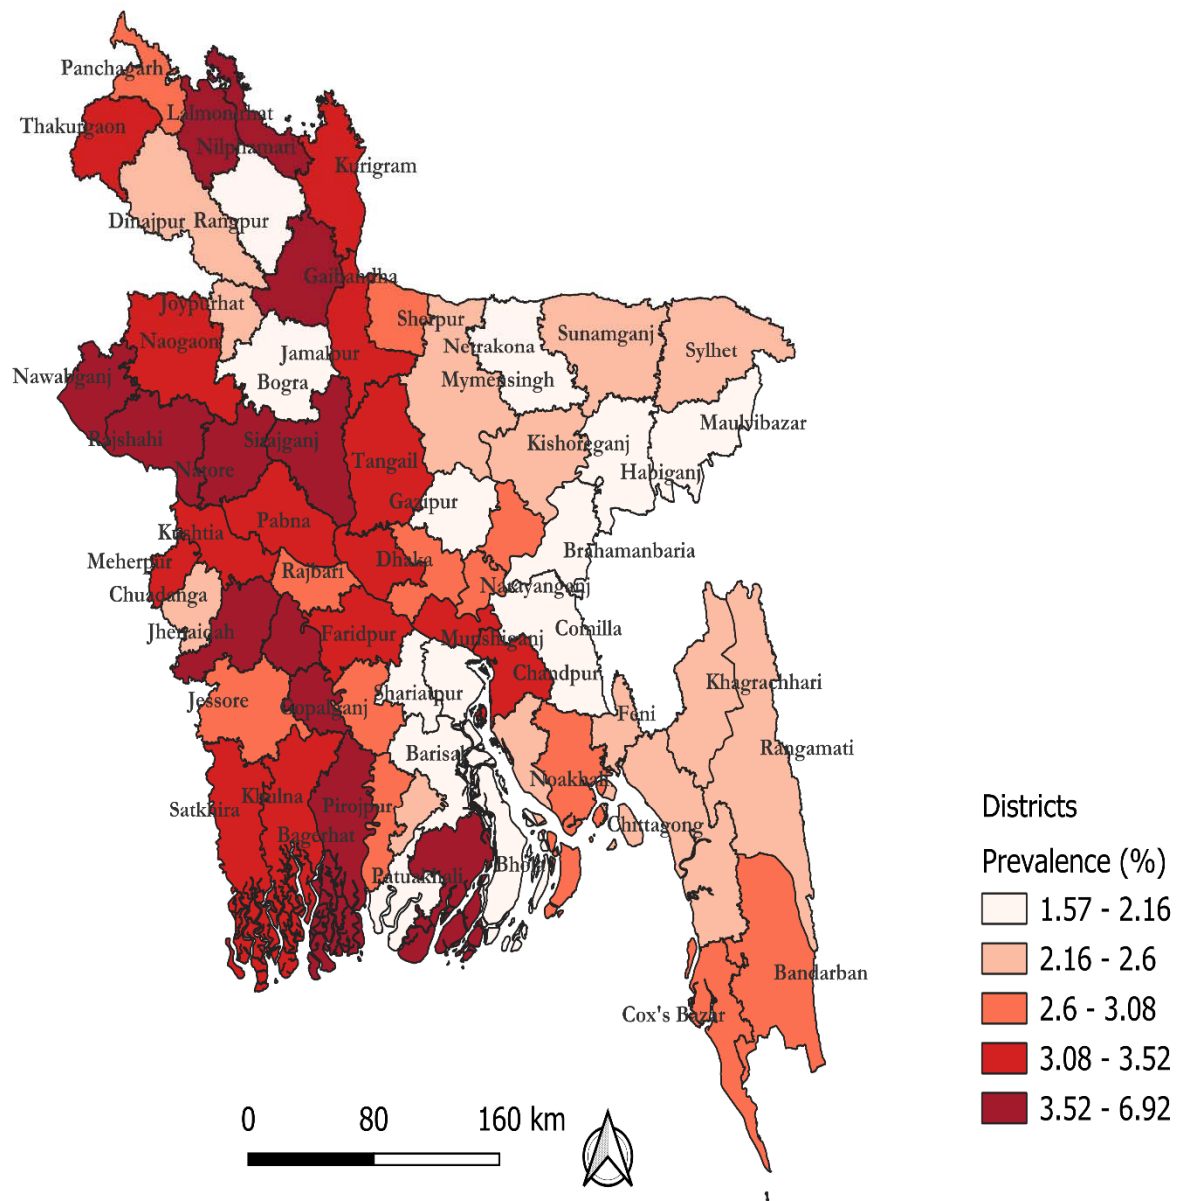 Panchagarh
Lalmonirhat
Thakurgaon
Nilphamari
Kurigram
Dinajpur
Rangpur
Gaibandha
Joypurhat
Sherpur
Naogaon
Netrakona
Sunamganj
Jamalpur
Sylhet
Nawabganj
Bogra
Mymensingh
Maulvibazar
Rajshahi
Sirajganj
Kishoreganj
Natore
Tangail
Habiganj
Gazipur
Pabna
Kushtia
Brahamanbaria
Meherpur
Dhaka
Rajbari
Narayanganj
Chuadanga
Jhenaidah
Faridpur
Munshiganj
Comilla
Chandpur
Khagrachhari
Shariatpur
Jessore
Gopalganj
Feni
Rangamati
Barisal
Noakhali
Satkhira
Khulna
Pirojpur
Bagerhat
Chittagong
Patuakhali
Bhola
Bandarban
Cox's Bazar
Districts
Prevalence (%)
1.57 - 2.16
2.16 - 2.6
2.6 - 3.08
3.08 - 3.52
3.52 - 6.92
0 80 160 km